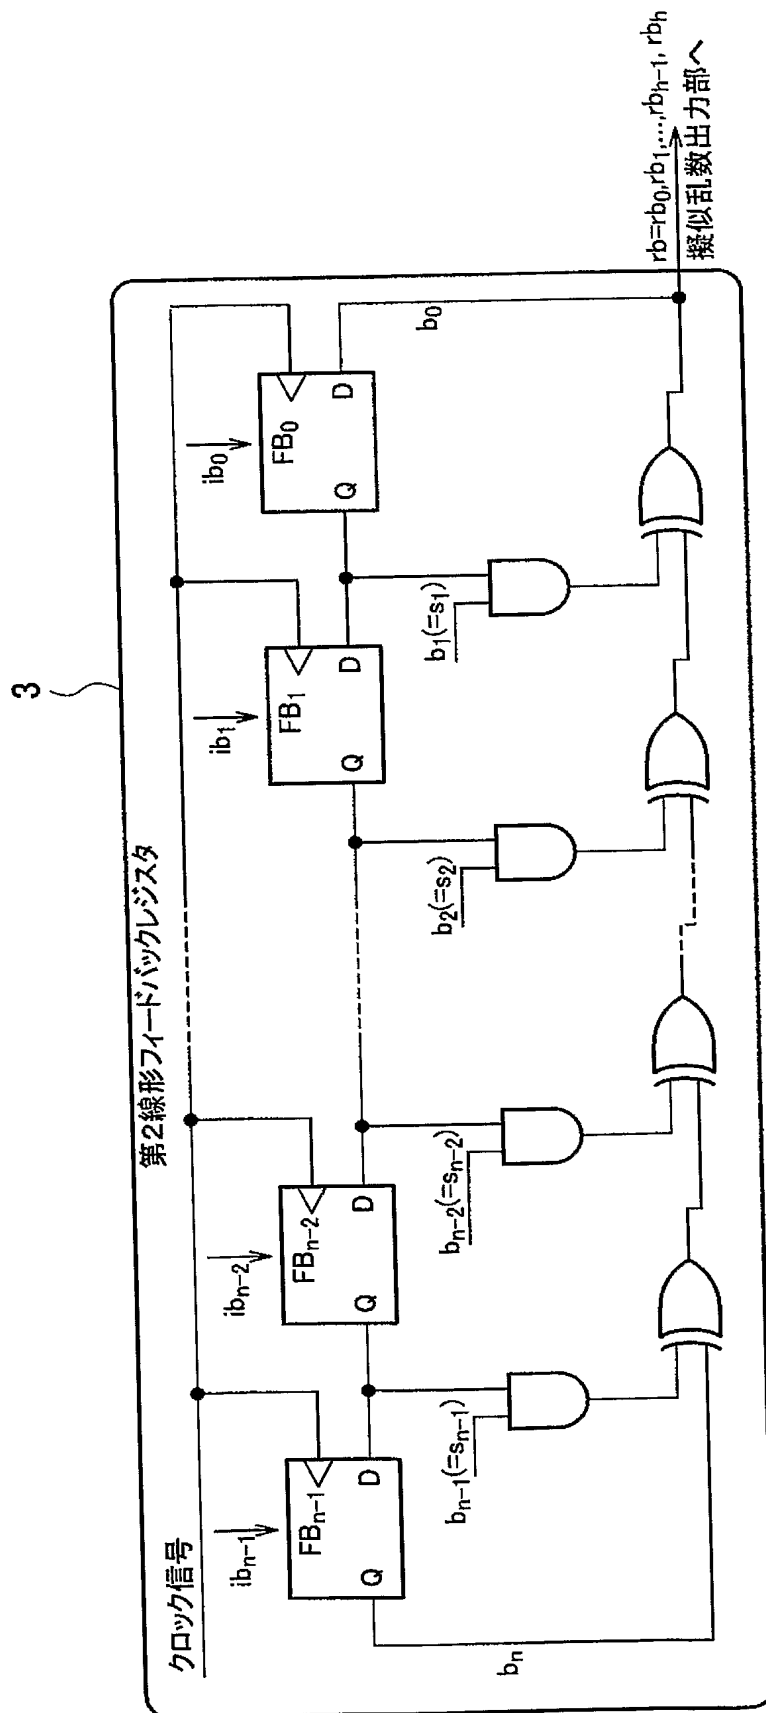 3
第2線形フィードバックレジスタ
クロック信号
ibn-1
ibn-2
ib1
ib0
FBn-1
Q
D
FBn-2
Q
D
FB1
Q
D
FB0
Q
D
bn
bn-1(=sn-1)
bn-2(=sn-2)
b2(=s2)
b1(=s1)
b0
rb=rb0,rb1,...,rbh-1, rbh
擬似乱数出力部へ